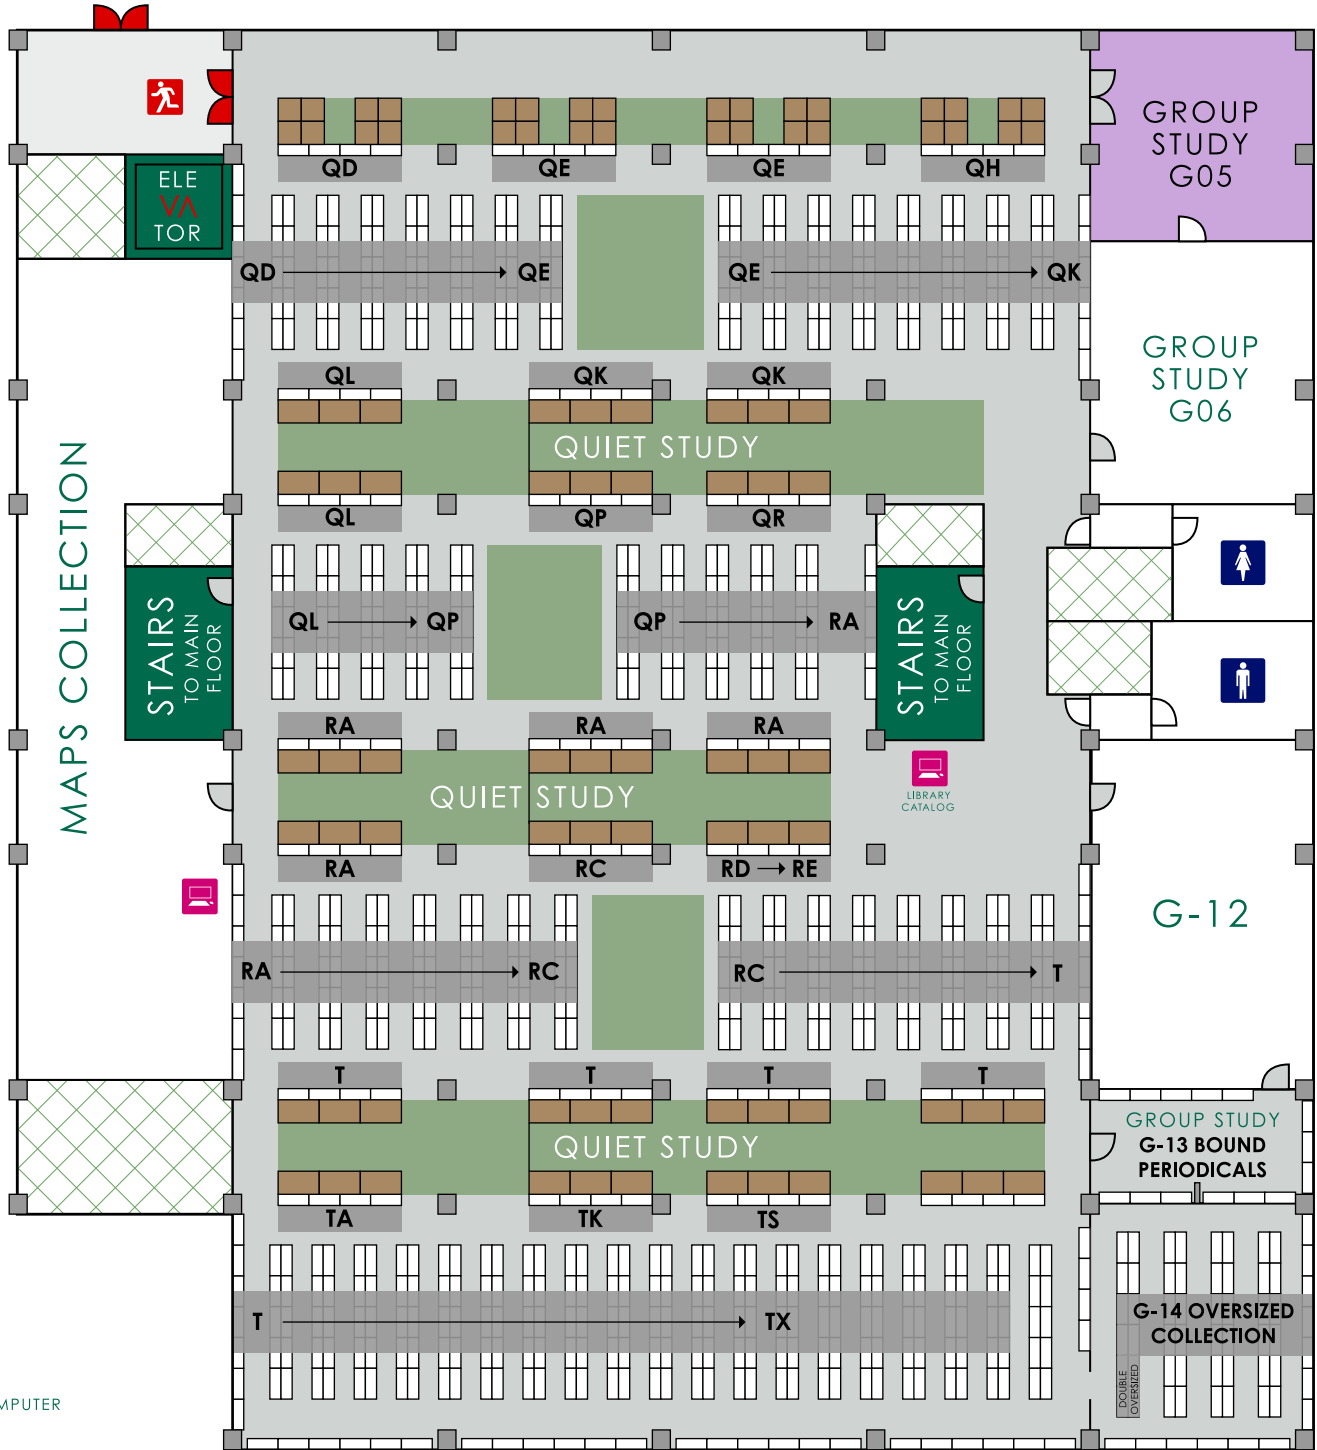 GROUP
STUDY
G05
ELE
VA
TOR
QD
QE
QE
QH
QD
QE
QE
QK
GROUP
STUDY
G06
QL
QK
QK
QUIET STUDY
QL
QP
QR
MAPS COLLECTION
STAIRS
TO MAIN
FLOOR
QL
QP
QP
RA
STAIRS
TO MAIN
FLOOR
RA
RA
RA
QUIET STUDY
LIBRARY
CATALOG
RA
RC
RD
RE
G-12
RA
RC
RC
T
T
T
T
T
QUIET STUDY
GROUP STUDY
G-13 BOUND
PERIODICALS
TA
TK
TS
T
TX
G-14 OVERSIZED
COLLECTION
DOUBLE
OVERSIZED
MPUTER